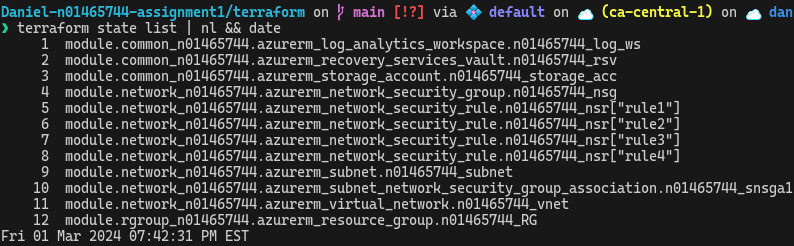 Daniel-n01465744-assignment1/terraform on main [!?] via default on (ca-central-1) on dan
❯ terraform state list | nl && date
1 module.common_n01465744.azurerm_log_analytics_workspace.n01465744_log_ws
2 module.common_n01465744.azurerm_recovery_services_vault.n01465744_rsv
3 module.common_n01465744.azurerm_storage_account.n01465744_storage_acc
4 module.network_n01465744.azurerm_network_security_group.n01465744_nsg
5 module.network_n01465744.azurerm_network_security_rule.n01465744_nsr["rule1"]
6 module.network_n01465744.azurerm_network_security_rule.n01465744_nsr["rule2"]
7 module.network_n01465744.azurerm_network_security_rule.n01465744_nsr["rule3"]
8 module.network_n01465744.azurerm_network_security_rule.n01465744_nsr["rule4"]
9 module.network_n01465744.azurerm_subnet.n01465744_subnet
10 module.network_n01465744.azurerm_subnet_network_security_group_association.n01465744_snsga1
11 module.network_n01465744.azurerm_virtual_network.n01465744_vnet
12 module.rgroup_n01465744.azurerm_resource_group.n01465744_RG
Fri 01 Mar 2024 07:42:31 PM EST